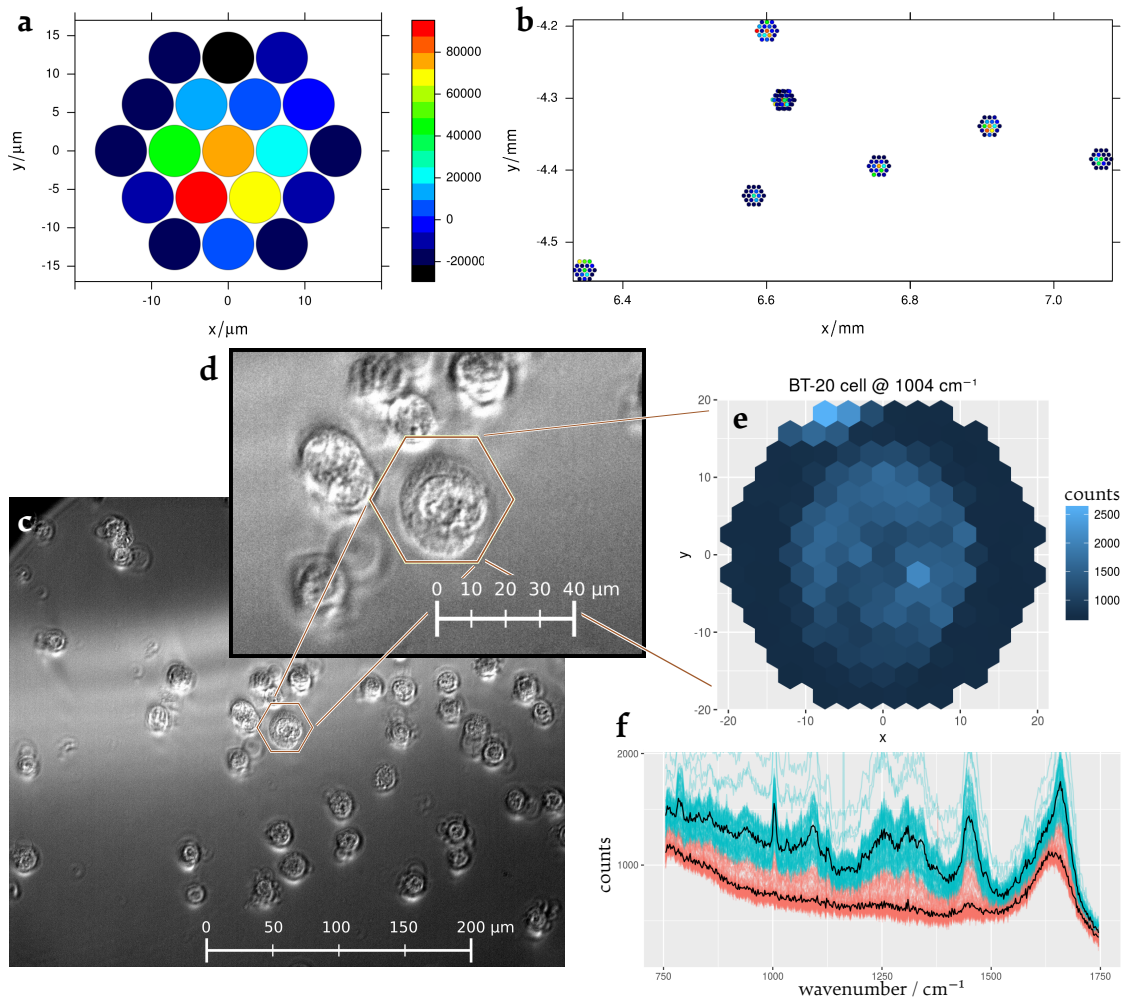 a
y/µm
15
10
5
0
-5
-10
-15
-10
0
10
x/µm
80000
60000
40000
20000
0
-20000
b
y/mm
-4.2
-4.3
-4.4
-4.5
6.4
6.6
6.8
7.0
x/mm
c
0 50 100 150 200 µm
d
0 10 20 30 40 µm
BT-20 cell @ 1004 cm⁻¹
e
y
20
10
0
-10
-20
-20 -10 0 10 20
x
counts
2500
2000
1500
1000
f
counts
2000
1000
750 1000 1250 1500 1750
wavenumber / cm⁻¹